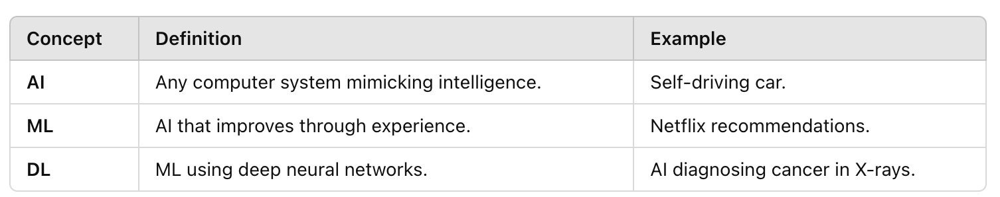 Concept Definition Example
AI Any computer system mimicking intelligence. Self-driving car.
ML AI that improves through experience. Netflix recommendations.
DL ML using deep neural networks. AI diagnosing cancer in X-rays.